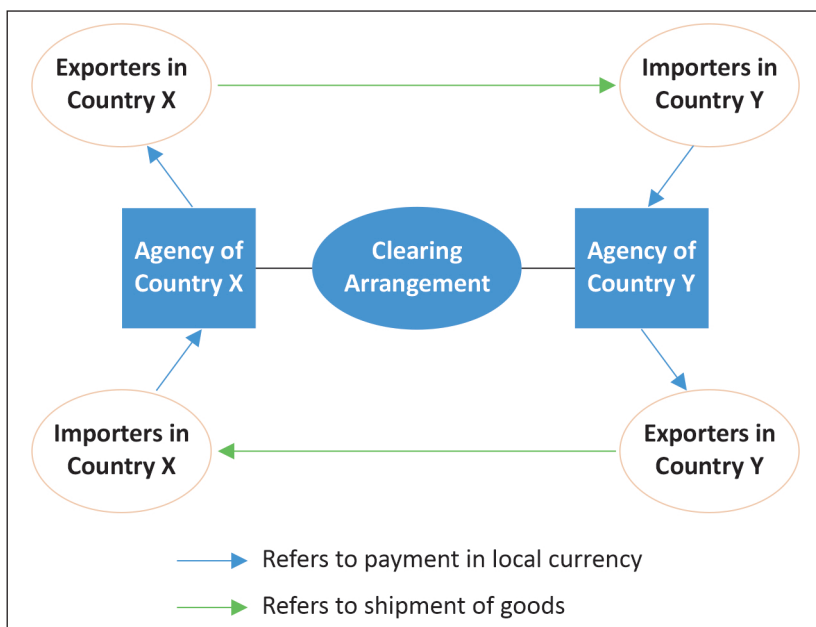 Exporters in
Country X
Importers in
Country Y
Agency of
Country X
Clearing
Arrangement
Agency of
Country Y
Importers in
Country X
Exporters in
Country Y
Refers to payment in local currency
Refers to shipment of goods